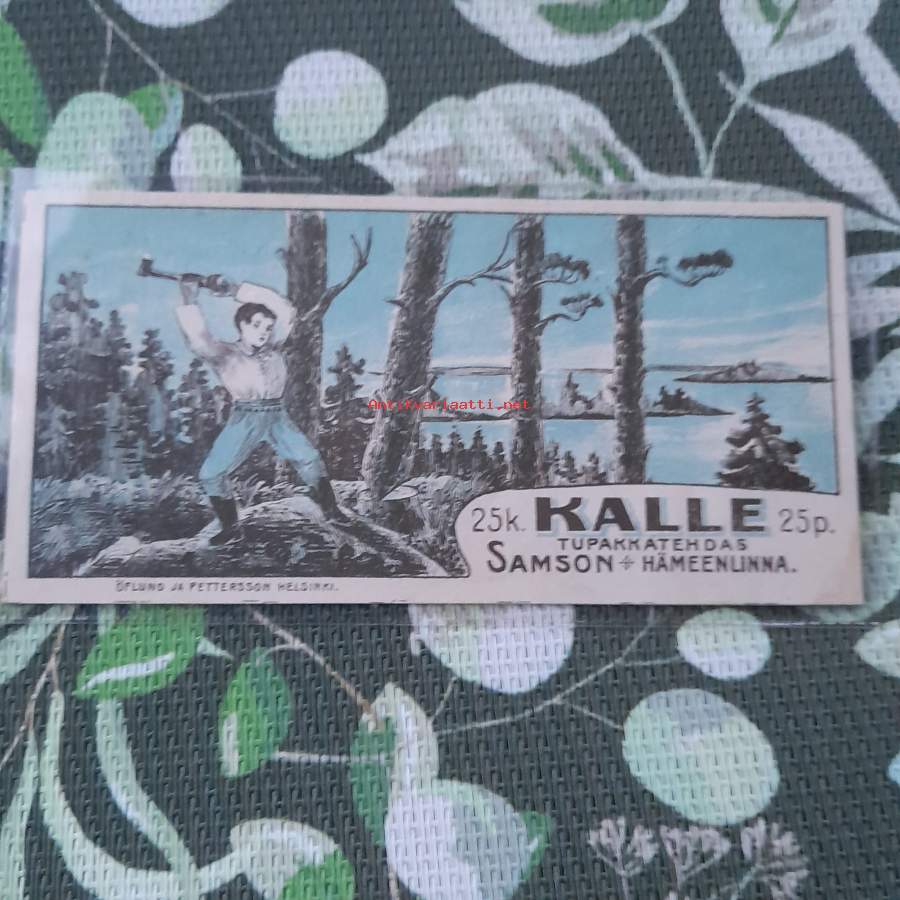 Antikvariaatti.net
25k. KALLE 25p.
TUPAKKATEHDAS
SAMSON + HÄMEENLINNA.
ÖFLUND JA PETTERSSON HELSINKI.